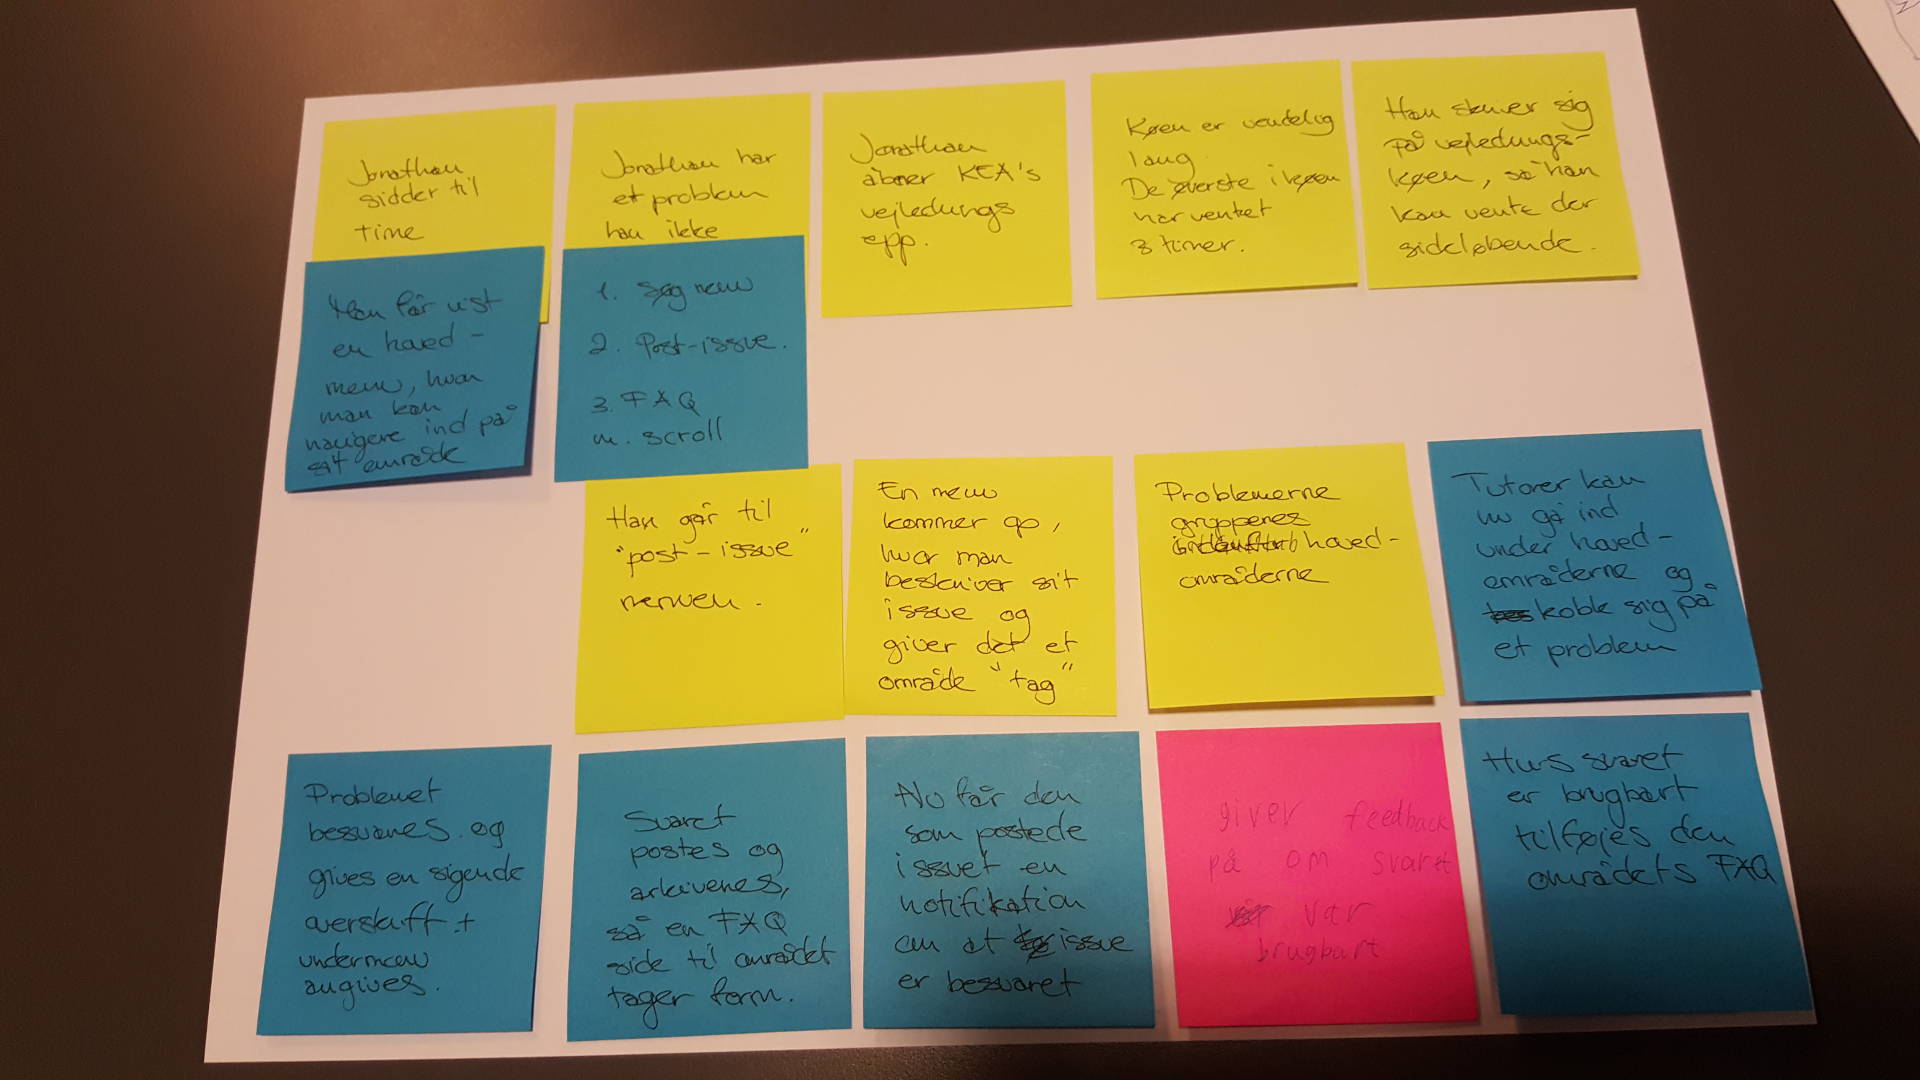 Jonathan
sidder til
time
Jonathan har
et problem
han ikke
Jonathan
åbner KEA's
vejlednings
app.
Køen er uendelig
lang
De øverste i køen
har ventet
3 timer.
Han skriver sig
på vejlednings-
køen, så han
kan vente der
sideløbende.
Man får vist
en hoved-
menu, hvor
man kan
navigere ind på
sit område
1. Søg menu
2. Post-issue.
3. FAQ
m. scroll
Han går til
"post-issue"
menuen.
En menu
kommer op,
hvor man
beskriver sit
issue og
giver det et
område "tag"
Problemerne
grupperes
hoved-
områderne
Tutorer kan
nu gå ind
under hoved-
områderne og
koble sig på
et problem
Problemet
besvares og
gives en sigende
overskrift +
undermenu
angives.
Svaret
postes og
arkiveres,
så en FAQ
side til området
tager form.
Nu får den
som postede
issuet en
notifikation
om at issue
er besvaret
giver feedback
på om svaret
var
brugbart
Hvis svaret
er brugbart
tilføjes den
områdets FAQ